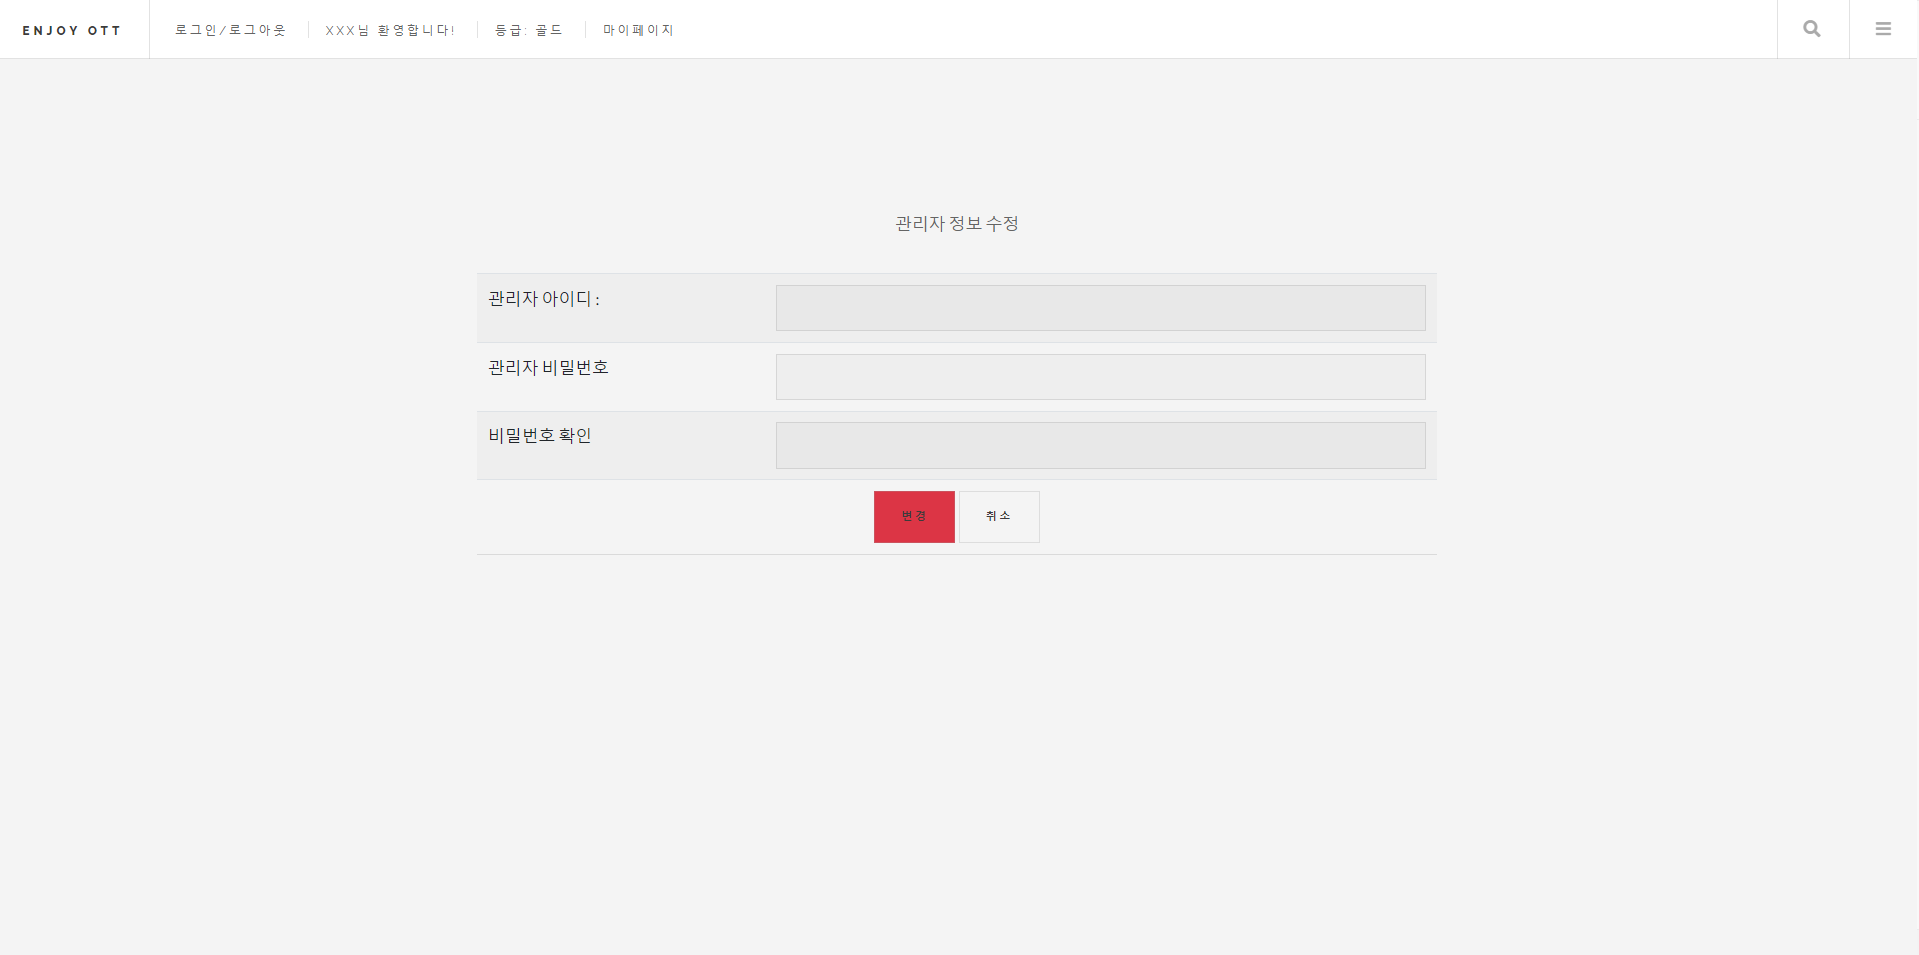 ENJOY OTT
로그인/로그아웃
XXX님 환영합니다!
등급: 골드
마이페이지
관리자 정보 수정
관리자 아이디 :
관리자 비밀번호
비밀번호 확인
변경 취소